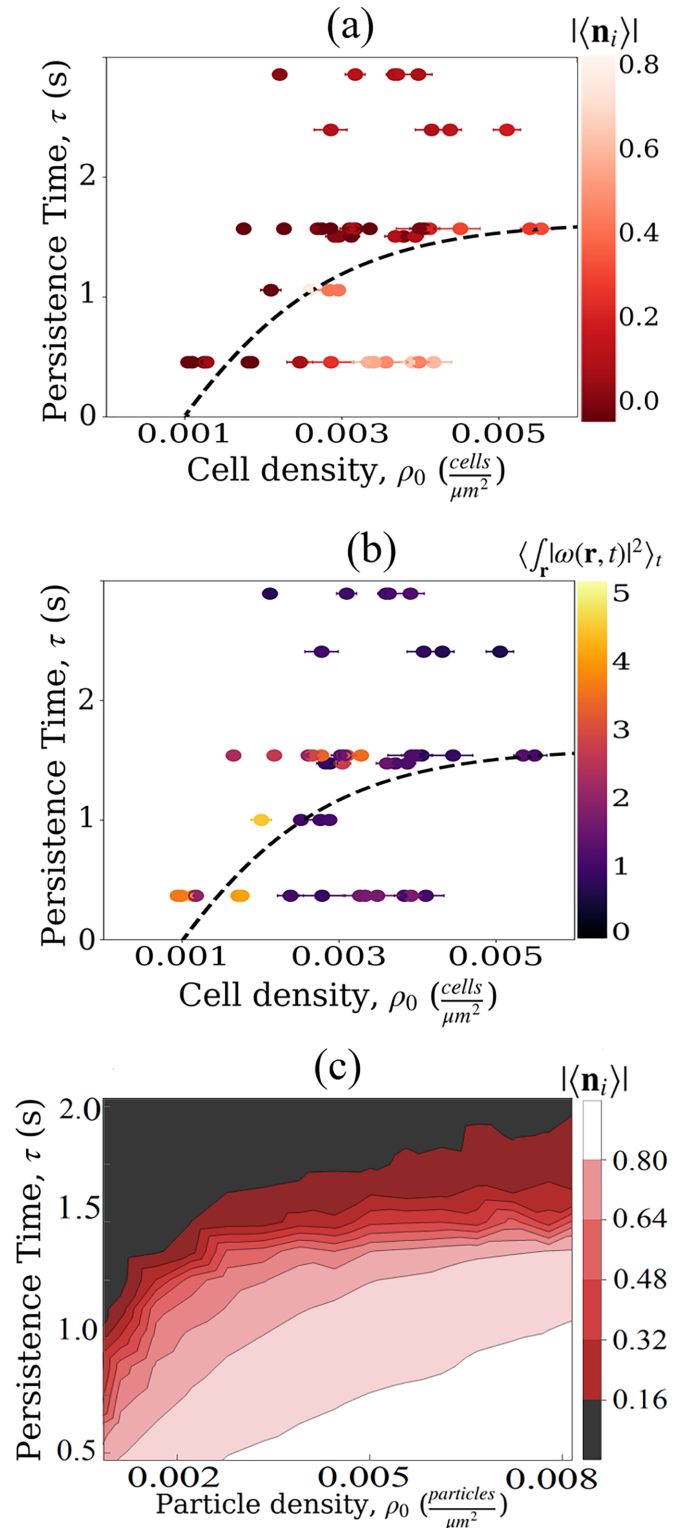 (a)
|⟨n_i⟩|
Persistence Time, τ (s)
2
1
0
0.001 0.003 0.005
Cell density, ρ₀ (cells/μm²)
0.8
0.6
0.4
0.2
0.0
(b)
⟨∫_r |ω(r, t)|²⟩_t
Persistence Time, τ (s)
2
1
0
0.001 0.003 0.005
Cell density, ρ₀ (cells/μm²)
5
4
3
2
1
0
(c)
|⟨n_i⟩|
Persistence Time, τ (s)
2.0
1.5
1.0
0.5
0.002 0.005 0.008
Particle density, ρ₀ (particles/μm²)
0.80
0.64
0.48
0.32
0.16